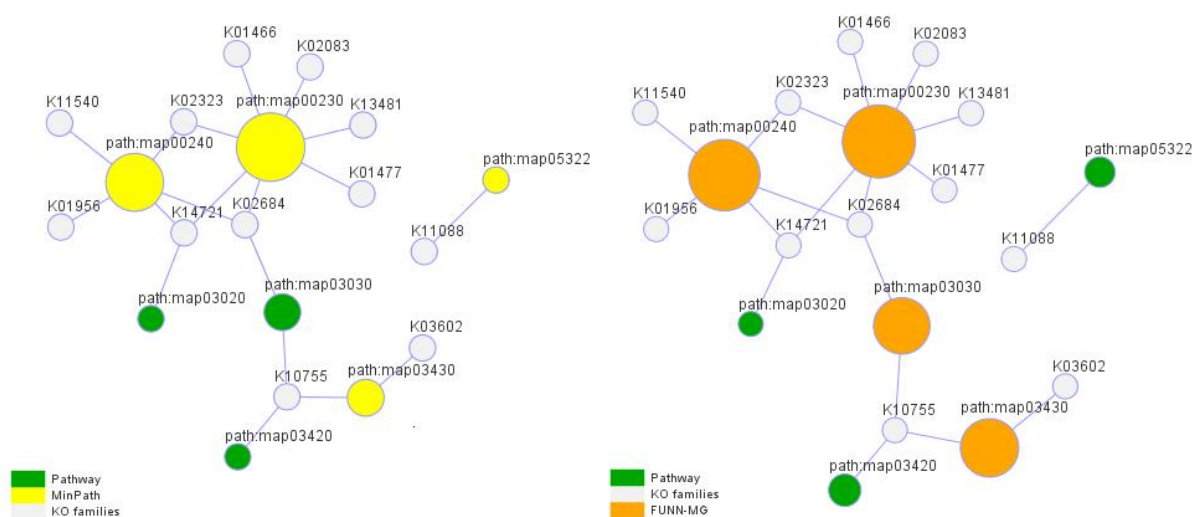 K01466
K02083
K02323
path:map00230
K11540
K13481
path:map00240
path:map05322
K01477
K01956
K14721
K02684
K11088
path:map03020
path:map03030
K03602
K10755
path:map03430
path:map03420
Pathway
MinPath
KO families
K01466
K02083
K02323
path:map00230
K11540
K13481
path:map00240
path:map05322
K01477
K01956
K02684
K14721
K11088
path:map03020
path:map03030
K03602
K10755
path:map03430
path:map03420
Pathway
KO families
FUNN-MG